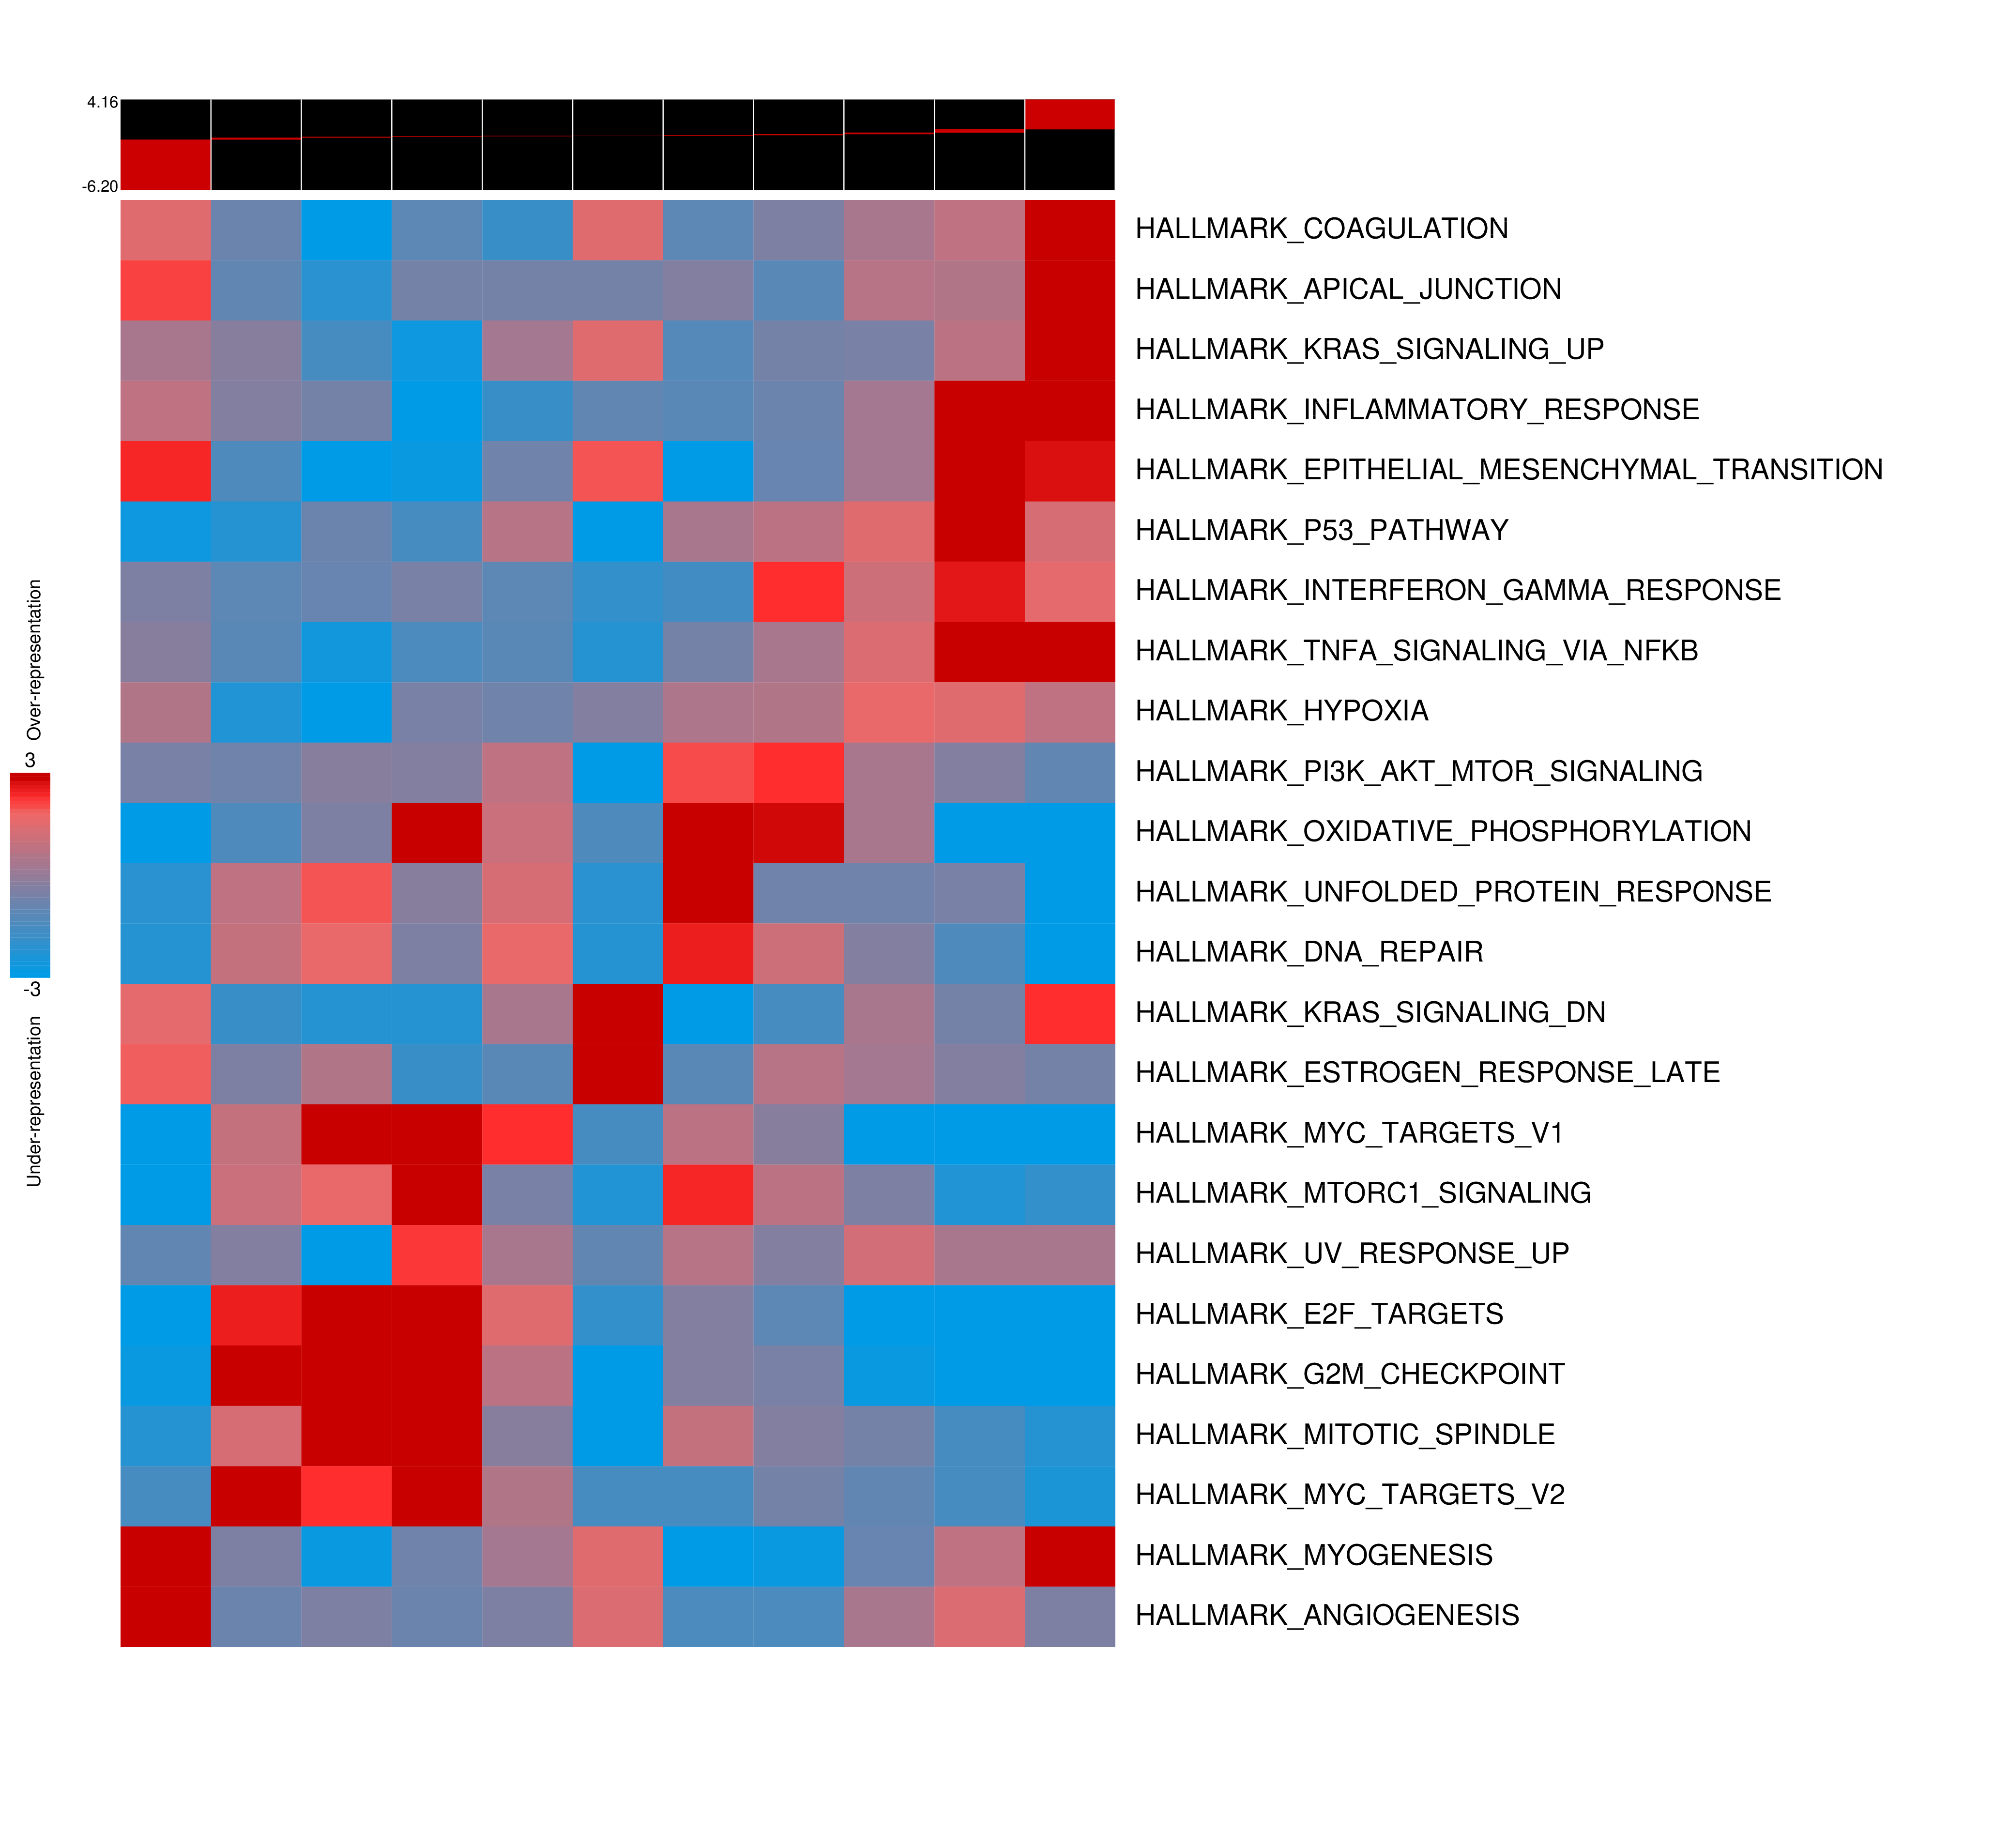 4.16
-6.20
HALLMARK_COAGULATION
HALLMARK_APICAL_JUNCTION
HALLMARK_KRAS_SIGNALING_UP
HALLMARK_INFLAMMATORY_RESPONSE
HALLMARK_EPITHELIAL_MESENCHYMAL_TRANSITION
HALLMARK_P53_PATHWAY
HALLMARK_INTERFERON_GAMMA_RESPONSE
HALLMARK_TNFA_SIGNALING_VIA_NFKB
HALLMARK_HYPOXIA
HALLMARK_PI3K_AKT_MTOR_SIGNALING
HALLMARK_OXIDATIVE_PHOSPHORYLATION
HALLMARK_UNFOLDED_PROTEIN_RESPONSE
HALLMARK_DNA_REPAIR
HALLMARK_KRAS_SIGNALING_DN
HALLMARK_ESTROGEN_RESPONSE_LATE
HALLMARK_MYC_TARGETS_V1
HALLMARK_MTORC1_SIGNALING
HALLMARK_UV_RESPONSE_UP
HALLMARK_E2F_TARGETS
HALLMARK_G2M_CHECKPOINT
HALLMARK_MITOTIC_SPINDLE
HALLMARK_MYC_TARGETS_V2
HALLMARK_MYOGENESIS
HALLMARK_ANGIOGENESIS
Over-representation
3
-3
Under-representation